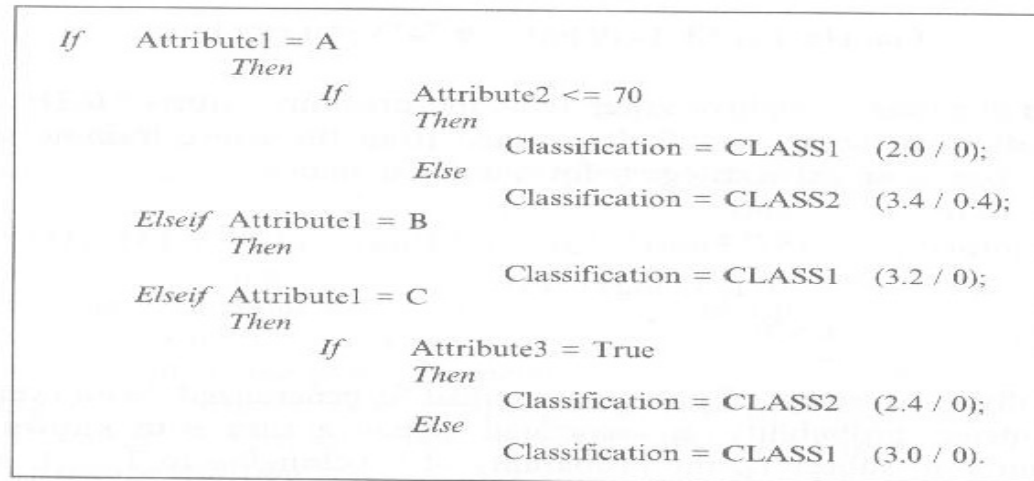 If Attribute1 = A
Then
If Attribute2 <= 70
Then
Classification = CLASS1 (2.0 / 0);
Else
Classification = CLASS2 (3.4 / 0.4);
Elseif Attribute1 = B
Then
Classification = CLASS1 (3.2 / 0);
Elseif Attribute1 = C
Then
If Attribute3 = True
Then
Classification = CLASS2 (2.4 / 0);
Else
Classification = CLASS1 (3.0 / 0).